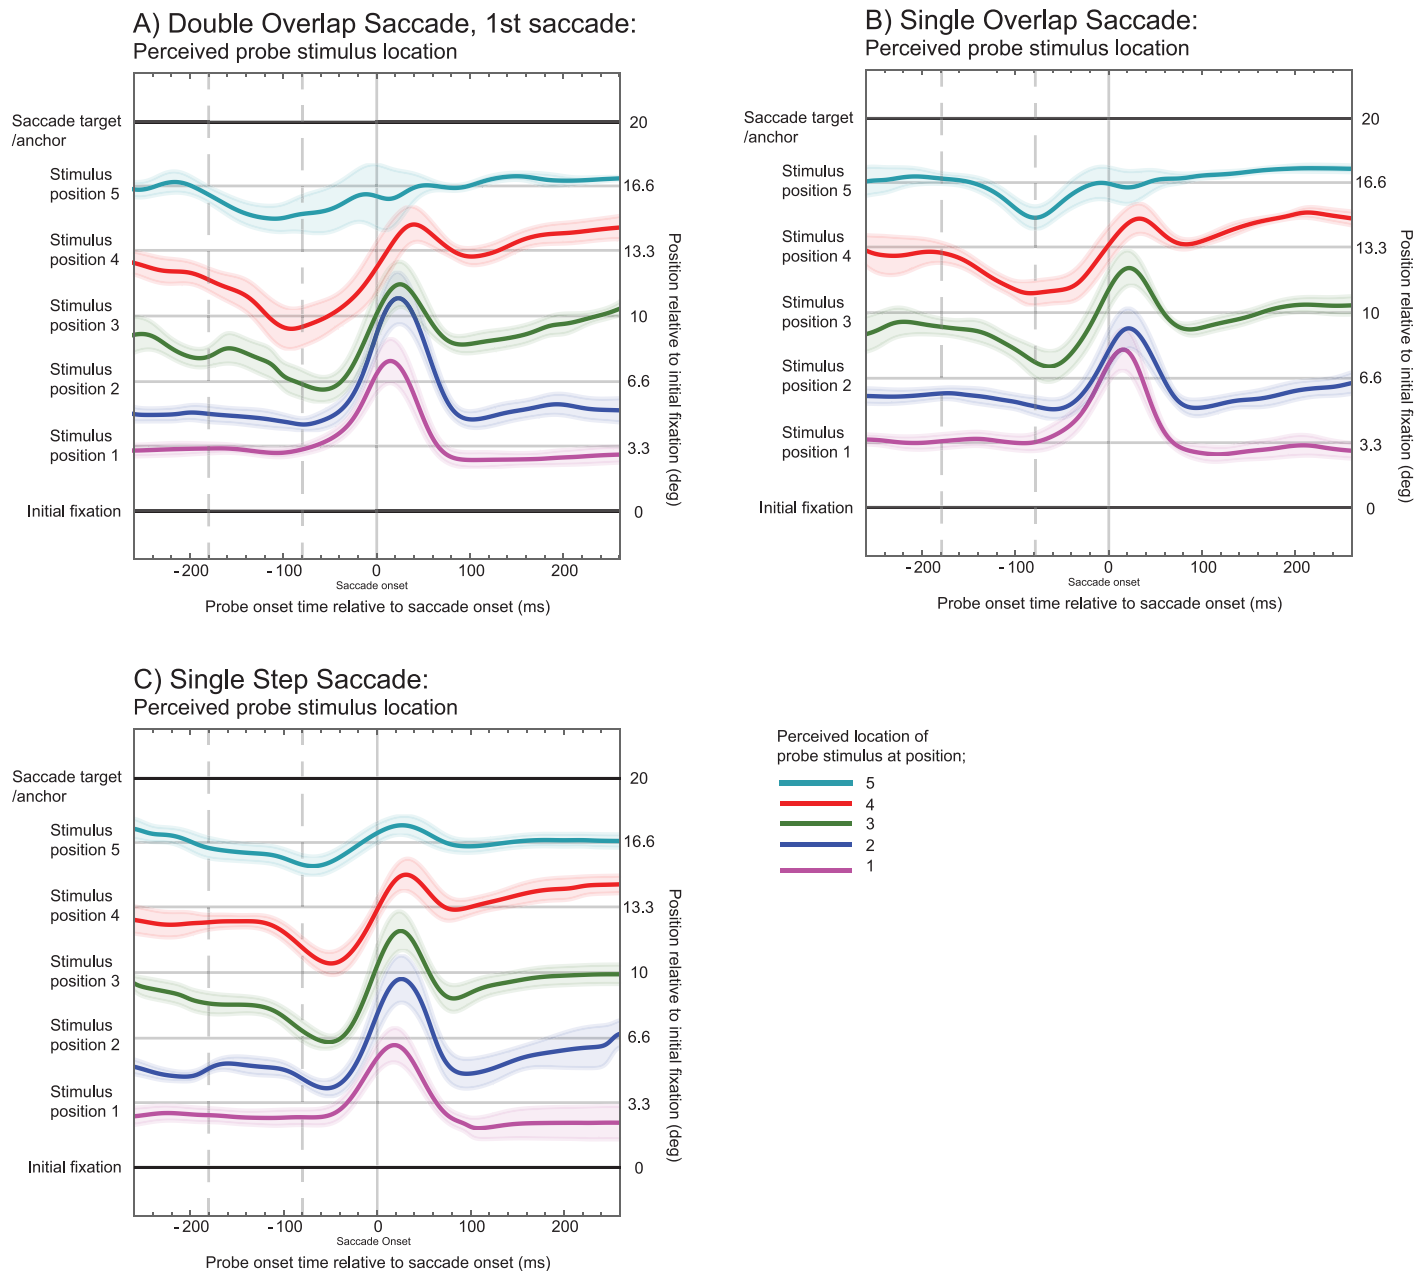 A) Double Overlap Saccade, 1st saccade:
Perceived probe stimulus location
Saccade target
/anchor
Stimulus
position 5
Stimulus
position 4
Stimulus
position 3
Stimulus
position 2
Stimulus
position 1
Initial fixation
20
16.6
13.3
10
6.6
3.3
0
Position relative to initial fixation (deg)
-200
-100
0
100
200
Saccade onset
Probe onset time relative to saccade onset (ms)
B) Single Overlap Saccade:
Perceived probe stimulus location
Saccade target
/anchor
Stimulus
position 5
Stimulus
position 4
Stimulus
position 3
Stimulus
position 2
Stimulus
position 1
Initial fixation
20
16.6
13.3
10
6.6
3.3
0
Position relative to initial fixation (deg)
-200
-100
0
100
200
Saccade onset
Probe onset time relative to saccade onset (ms)
C) Single Step Saccade:
Perceived probe stimulus location
Saccade target
/anchor
Stimulus
position 5
Stimulus
position 4
Stimulus
position 3
Stimulus
position 2
Stimulus
position 1
Initial fixation
20
16.6
13.3
10
6.6
3.3
0
Position relative to initial fixation (deg)
-200
-100
0
100
200
Saccade Onset
Probe onset time relative to saccade onset (ms)
Perceived location of
probe stimulus at position;
5
4
3
2
1